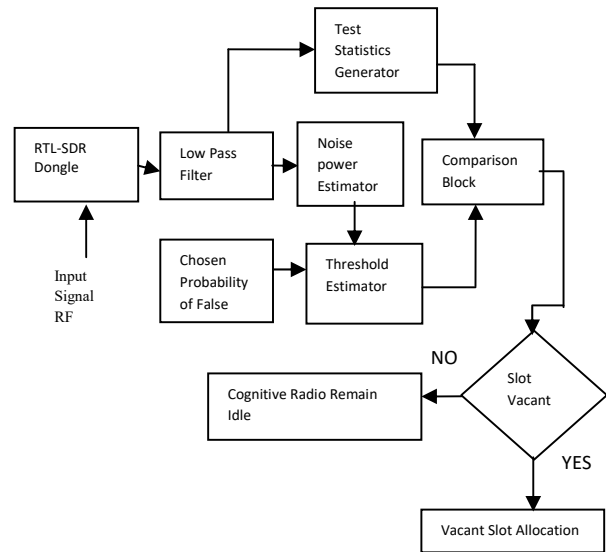 Test
Statistics
Generator
RTL-SDR
Dongle
Low Pass
Filter
Noise
power
Estimator
Comparison
Block
Input
Signal
RF
Chosen
Probability
of False
Threshold
Estimator
NO
Slot
Vacant
Cognitive Radio Remain
Idle
YES
Vacant Slot Allocation